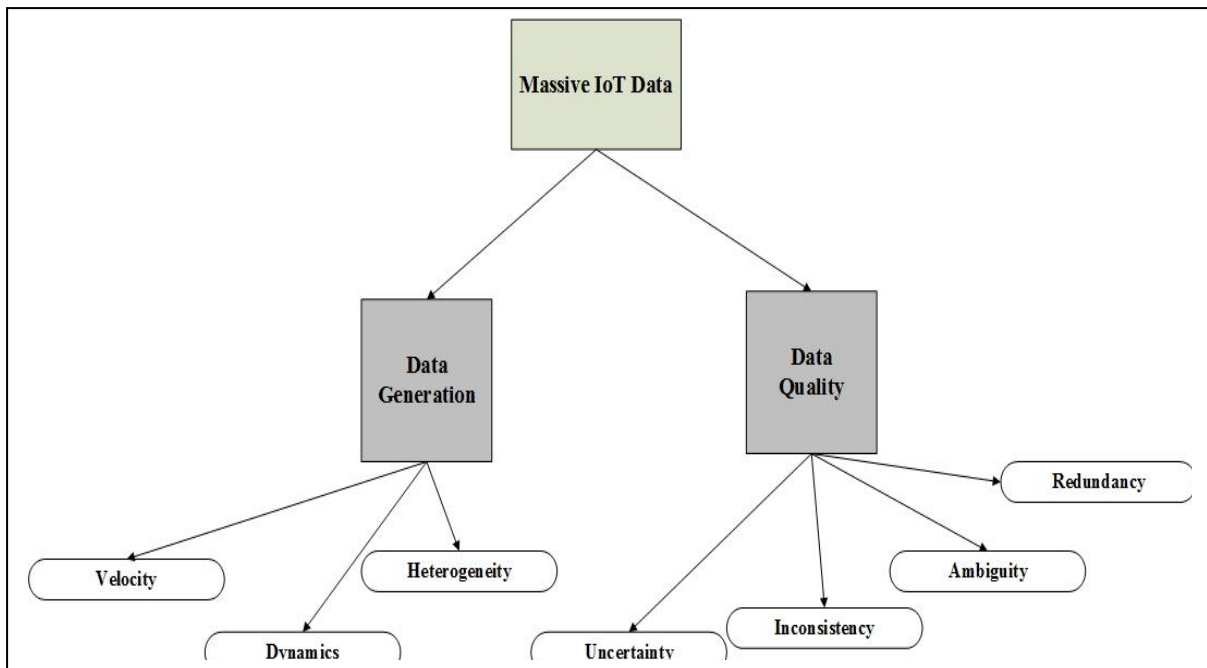 Massive IoT Data
Data
Generation
Data
Quality
Redundancy
Velocity
Heterogeneity
Ambiguity
Dynamics
Uncertainty
Inconsistency